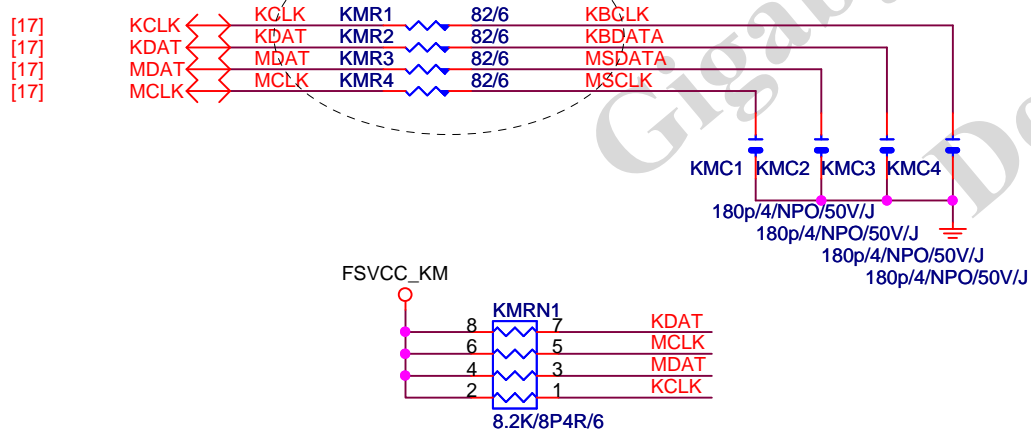 [17] KCLK KCLK KMR1 82/6 KBCLK
[17] KDAT KDAT KMR2 82/6 KBDATA
[17] MDAT MDAT KMR3 82/6 MSDATA
[17] MCLK MCLK KMR4 82/6 MSCLK
KMC1 KMC2 KMC3 KMC4
180p/4/NPO/50V/J
180p/4/NPO/50V/J
180p/4/NPO/50V/J
180p/4/NPO/50V/J
FSVCC_KM
KMRN1
8 7 KDAT
6 5 MCLK
4 3 MDAT
2 1 KCLK
8.2K/8P4R/6